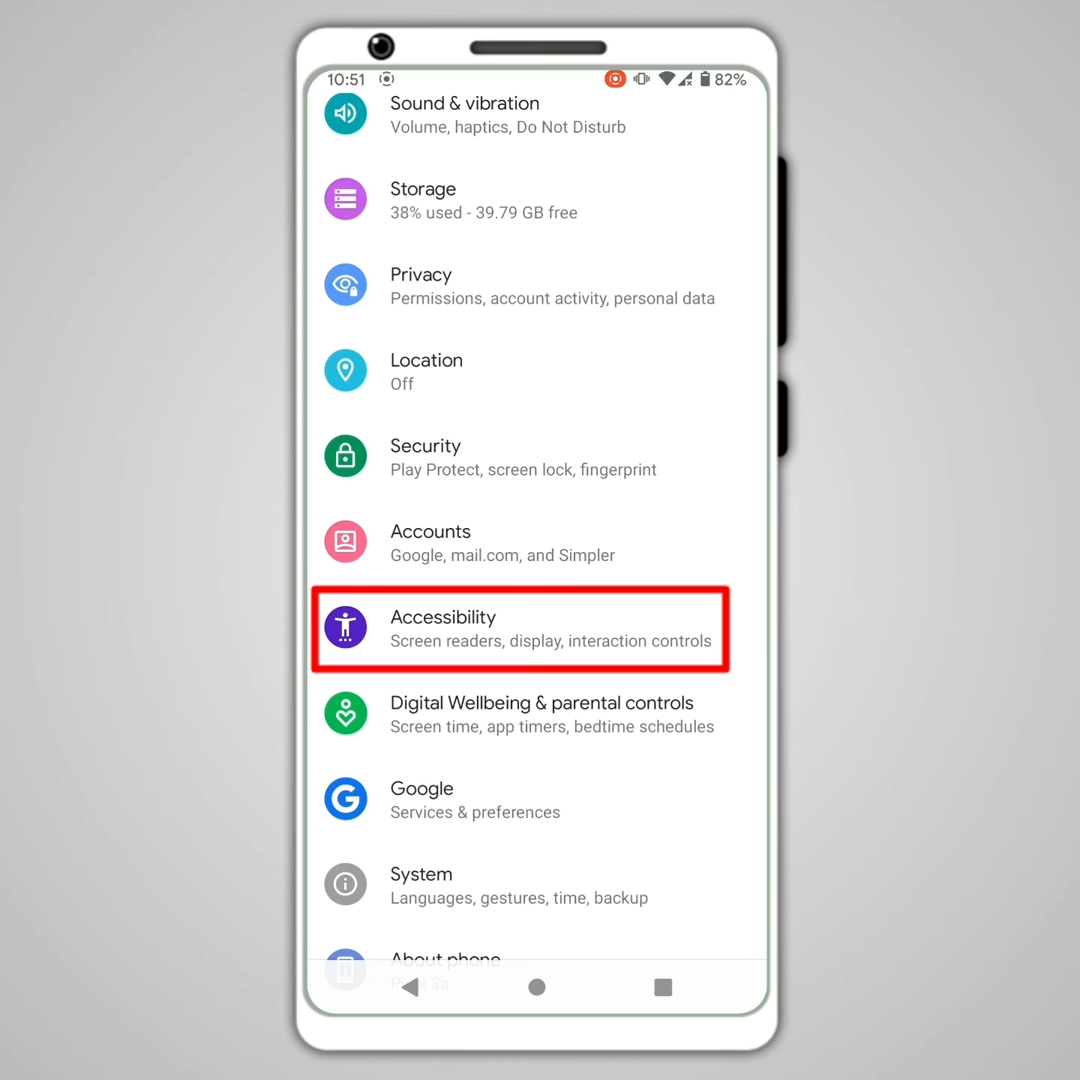 10:51 82%
Sound & vibration
Volume, haptics, Do Not Disturb
Storage
38% used - 39.79 GB free
Privacy
Permissions, account activity, personal data
Location
Off
Security
Play Protect, screen lock, fingerprint
Accounts
Google, mail.com, and Simpler
Accessibility
Screen readers, display, interaction controls
Digital Wellbeing & parental controls
Screen time, app timers, bedtime schedules
Google
Services & preferences
System
Languages, gestures, time, backup
About phone
3a